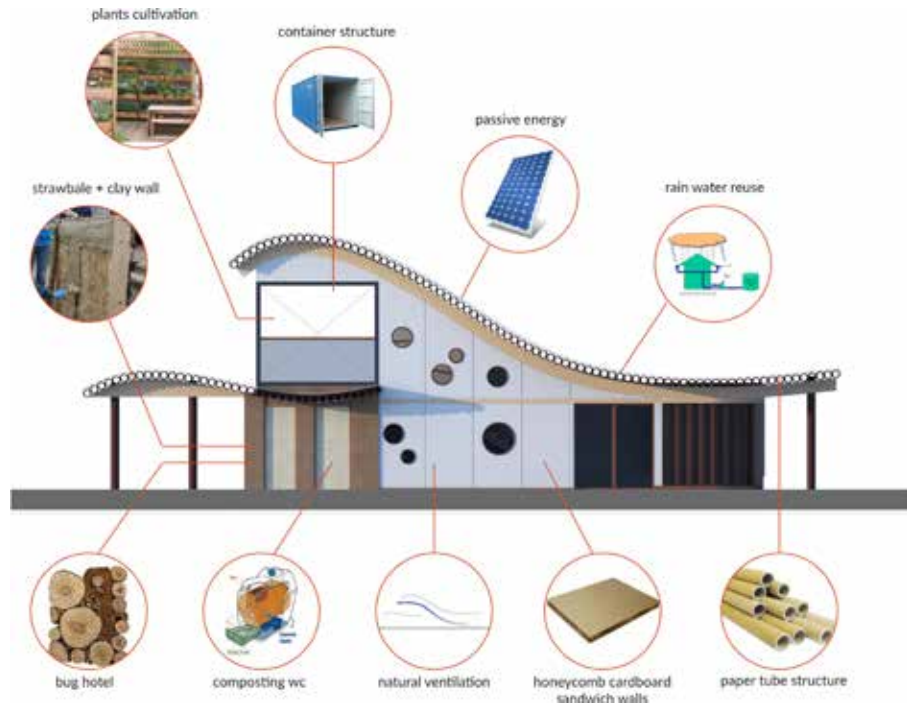 plants cultivation
container structure
passive energy
strawbale + clay wall
rain water reuse
bug hotel
composting wc
natural ventilation
honeycomb cardboard
sandwich walls
paper tube structure